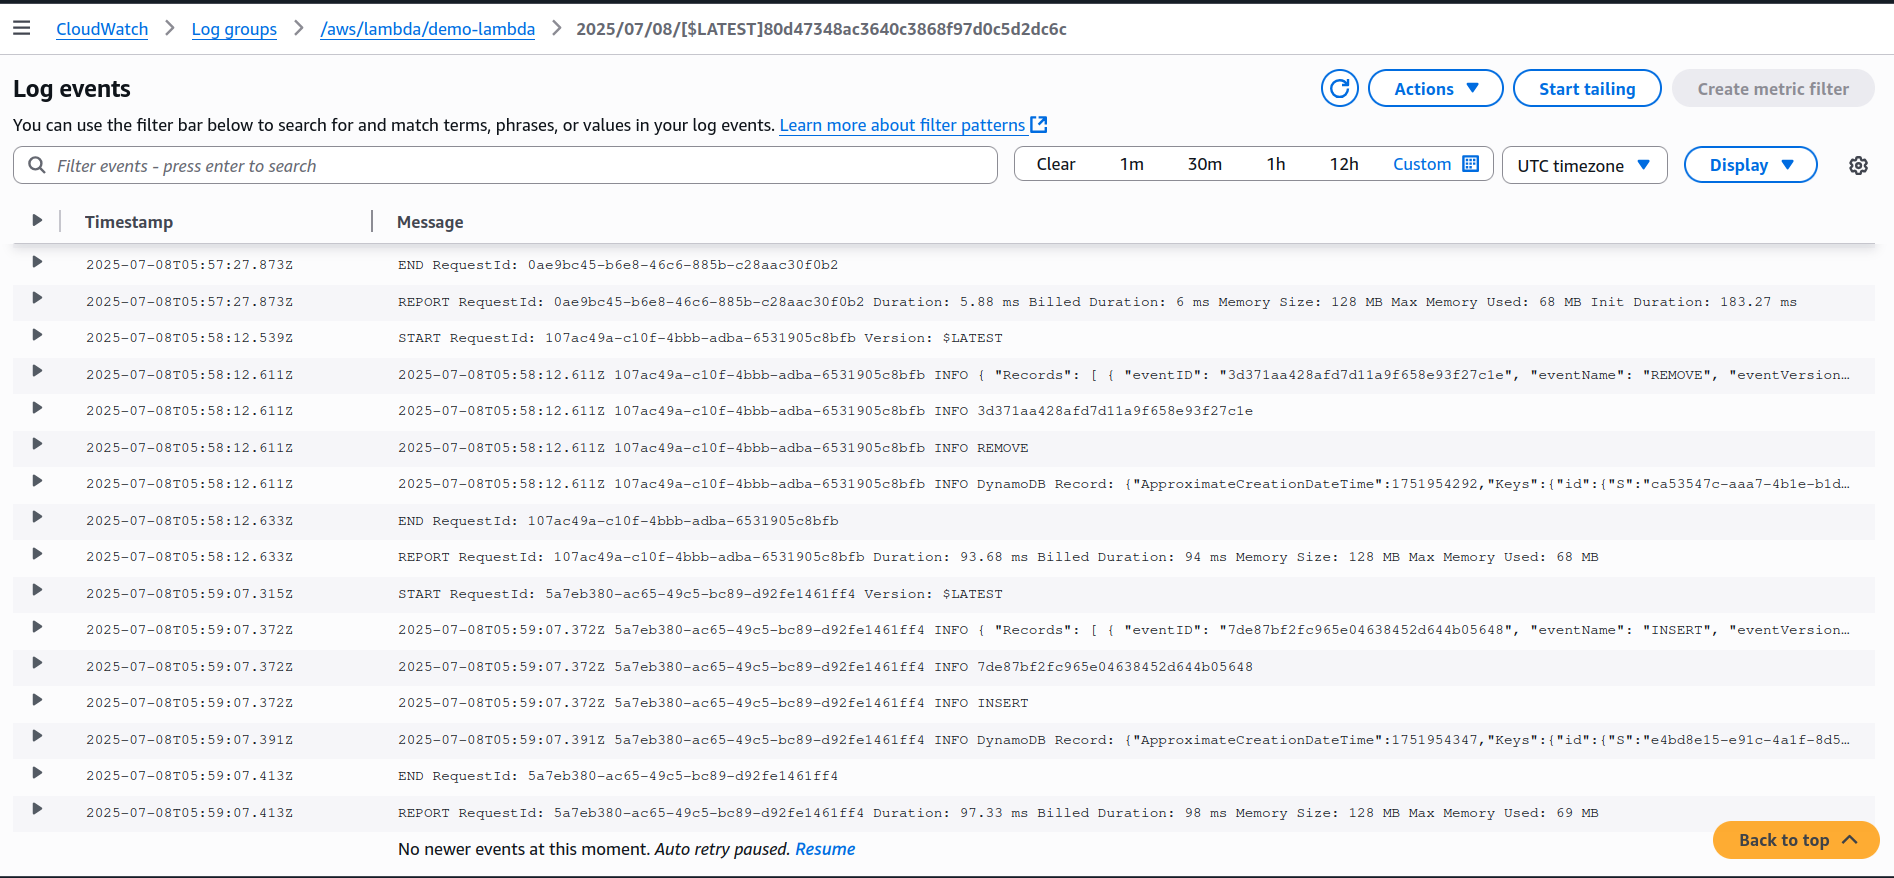 CloudWatch > Log groups > /aws/lambda/demo-lambda > 2025/07/08/[$LATEST]80d47348ac3640c3868f97d0c5d2dc6c
Log events
Actions
Start tailing
Create metric filter
You can use the filter bar below to search for and match terms, phrases, or values in your log events. Learn more about filter patterns
Filter events - press enter to search
Clear 1m 30m 1h 12h Custom
UTC timezone
Display
Timestamp Message
2025-07-08T05:57:27.873Z END RequestId: 0ae9bc45-b6e8-46c6-885b-c28aac30f0b2
2025-07-08T05:57:27.873Z REPORT RequestId: 0ae9bc45-b6e8-46c6-885b-c28aac30f0b2 Duration: 5.88 ms Billed Duration: 6 ms Memory Size: 128 MB Max Memory Used: 68 MB Init Duration: 183.27 ms
2025-07-08T05:58:12.539Z START RequestId: 107ac49a-c10f-4bbb-adba-6531905c8bfb Version: $LATEST
2025-07-08T05:58:12.611Z 2025-07-08T05:58:12.611Z 107ac49a-c10f-4bbb-adba-6531905c8bfb INFO { "Records": [ { "eventID": "3d371aa428afd7d11a9f658e93f27c1e", "eventName": "REMOVE", "eventVersion…
2025-07-08T05:58:12.611Z 2025-07-08T05:58:12.611Z 107ac49a-c10f-4bbb-adba-6531905c8bfb INFO 3d371aa428afd7d11a9f658e93f27c1e
2025-07-08T05:58:12.611Z 2025-07-08T05:58:12.611Z 107ac49a-c10f-4bbb-adba-6531905c8bfb INFO REMOVE
2025-07-08T05:58:12.611Z 2025-07-08T05:58:12.611Z 107ac49a-c10f-4bbb-adba-6531905c8bfb INFO DynamoDB Record: {"ApproximateCreationDateTime":1751954292,"Keys":{"id":{"S":"ca53547c-aaa7-4b1e-b1d…
2025-07-08T05:58:12.633Z END RequestId: 107ac49a-c10f-4bbb-adba-6531905c8bfb
2025-07-08T05:58:12.633Z REPORT RequestId: 107ac49a-c10f-4bbb-adba-6531905c8bfb Duration: 93.68 ms Billed Duration: 94 ms Memory Size: 128 MB Max Memory Used: 68 MB
2025-07-08T05:59:07.315Z START RequestId: 5a7eb380-ac65-49c5-bc89-d92fe1461ff4 Version: $LATEST
2025-07-08T05:59:07.372Z 2025-07-08T05:59:07.372Z 5a7eb380-ac65-49c5-bc89-d92fe1461ff4 INFO { "Records": [ { "eventID": "7de87bf2fc965e04638452d644b05648", "eventName": "INSERT", "eventVersion…
2025-07-08T05:59:07.372Z 2025-07-08T05:59:07.372Z 5a7eb380-ac65-49c5-bc89-d92fe1461ff4 INFO 7de87bf2fc965e04638452d644b05648
2025-07-08T05:59:07.372Z 2025-07-08T05:59:07.372Z 5a7eb380-ac65-49c5-bc89-d92fe1461ff4 INFO INSERT
2025-07-08T05:59:07.391Z 2025-07-08T05:59:07.391Z 5a7eb380-ac65-49c5-bc89-d92fe1461ff4 INFO DynamoDB Record: {"ApproximateCreationDateTime":1751954347,"Keys":{"id":{"S":"e4bd8e15-e91c-4a1f-8d5…
2025-07-08T05:59:07.413Z END RequestId: 5a7eb380-ac65-49c5-bc89-d92fe1461ff4
2025-07-08T05:59:07.413Z REPORT RequestId: 5a7eb380-ac65-49c5-bc89-d92fe1461ff4 Duration: 97.33 ms Billed Duration: 98 ms Memory Size: 128 MB Max Memory Used: 69 MB
No newer events at this moment. Auto retry paused. Resume
Back to top